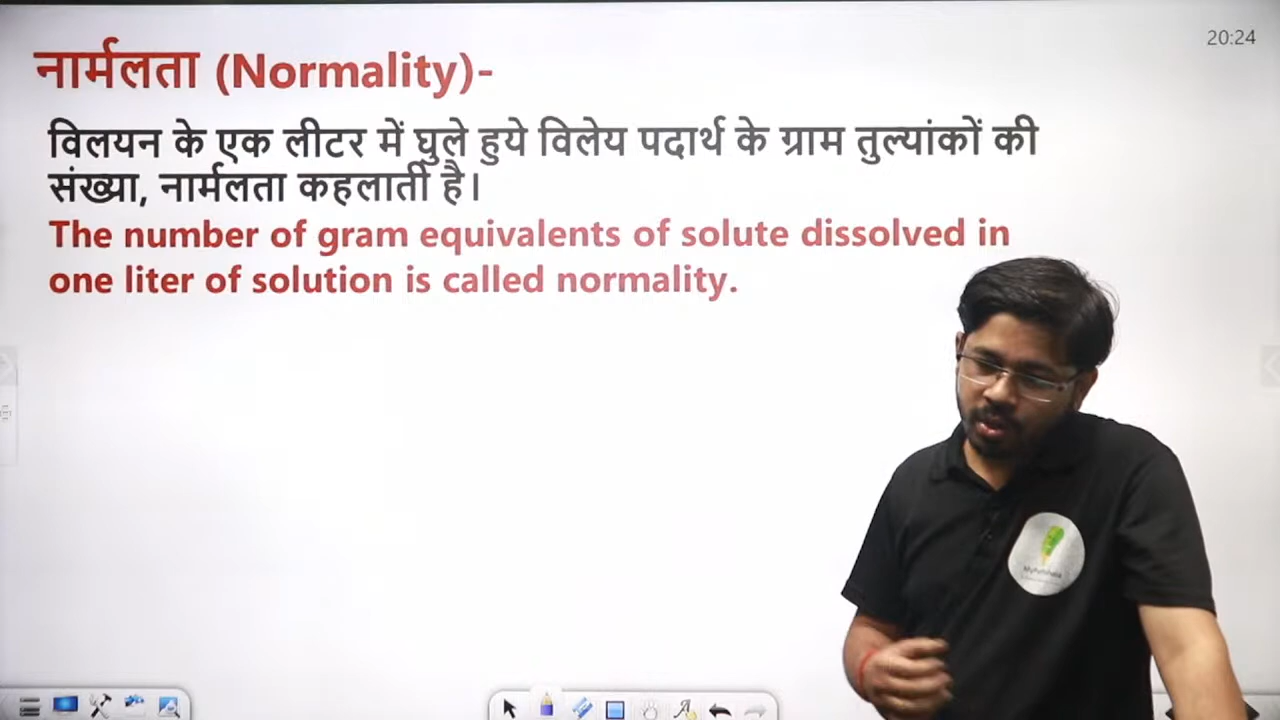 20:24
नार्मलता (Normality)-
विलयन के एक लीटर में घुले हुये विलेय पदार्थ के ग्राम तुल्यांकों की
संख्या, नार्मलता कहलाती है।
The number of gram equivalents of solute dissolved in
one liter of solution is called normality.